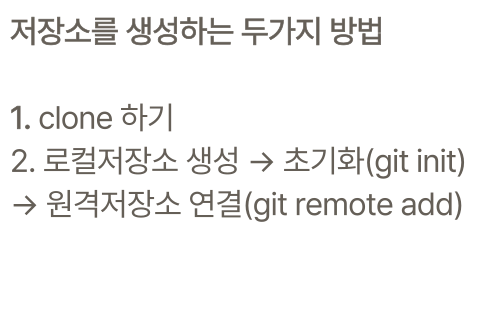 저장소를 생성하는 두가지 방법
1. clone 하기
2. 로컬저장소 생성 → 초기화(git init)
→ 원격저장소 연결(git remote add)